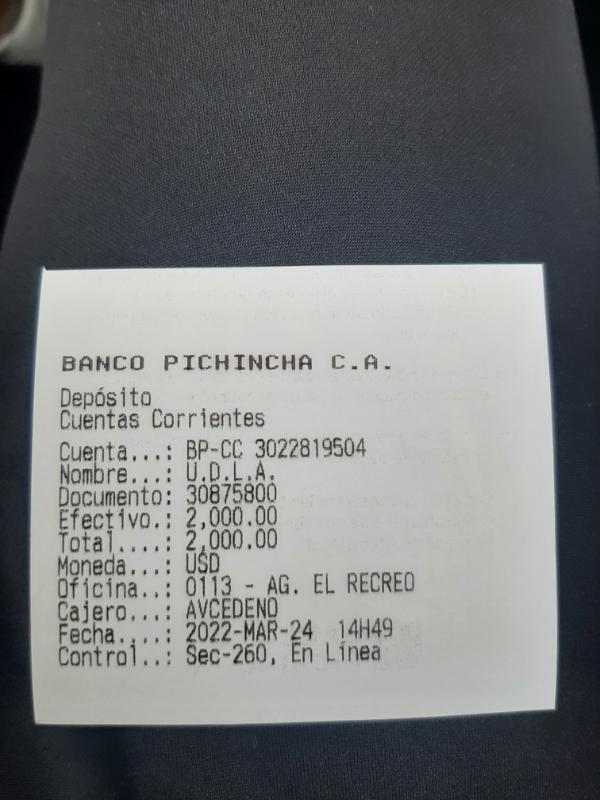 BANCO PICHINCHA C.A.
Depósito
Cuentas Corrientes
Cuenta...: BP-CC 3022819504
Nombre...: U.D.L.A.
Documento: 30875800
Efectivo.: 2,000.00
Total....: 2,000.00
Moneda...: USD
Oficina..: 0113 - AG. EL RECREO
Cajero...: AVCEDENO
Fecha....: 2022-MAR-24 14H49
Control..: Sec-260, En Línea